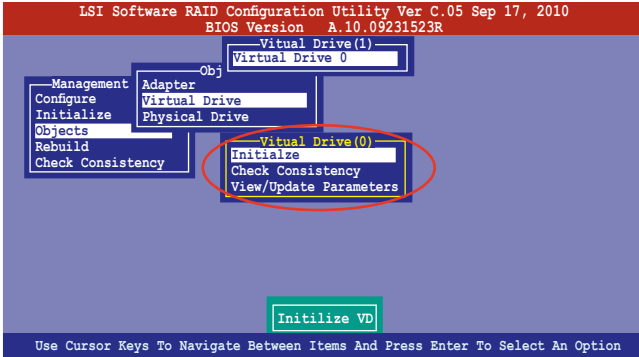 LSI Software RAID Configuration Utility Ver C.05 Sep 17, 2010
BIOS Version A.10.09231523R
Vitual Drive(1)
Virtual Drive 0
Obj
Adapter
Virtual Drive
Physical Drive
Management
Configure
Initialize
Objects
Rebuild
Check Consistency
Vitual Drive(0)
Initialze
Check Consistency
View/Update Parameters
Initilize VD
Use Cursor Keys To Navigate Between Items And Press Enter To Select An Option